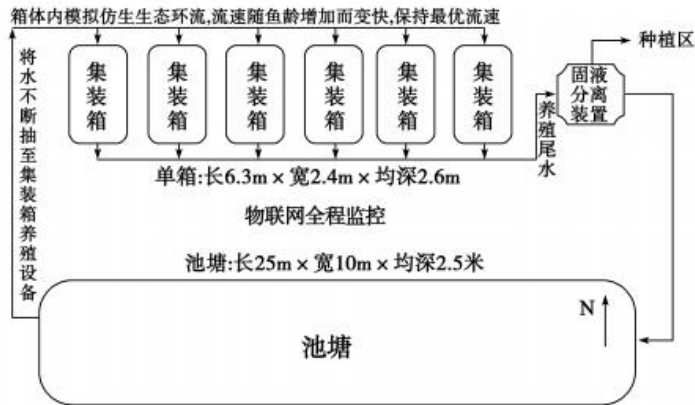 箱体内模拟仿生生态环流,流速随鱼龄增加而变快,保持最优流速
将水不断抽至集装箱养殖设备
集装箱
集装箱
集装箱
集装箱
集装箱
集装箱
养殖尾水
固液
分离
装置
种植区
单箱:长6.3m×宽2.4m×均深2.6m
物联网全程监控
池塘:长25m×宽10m×均深2.5米
N
池塘